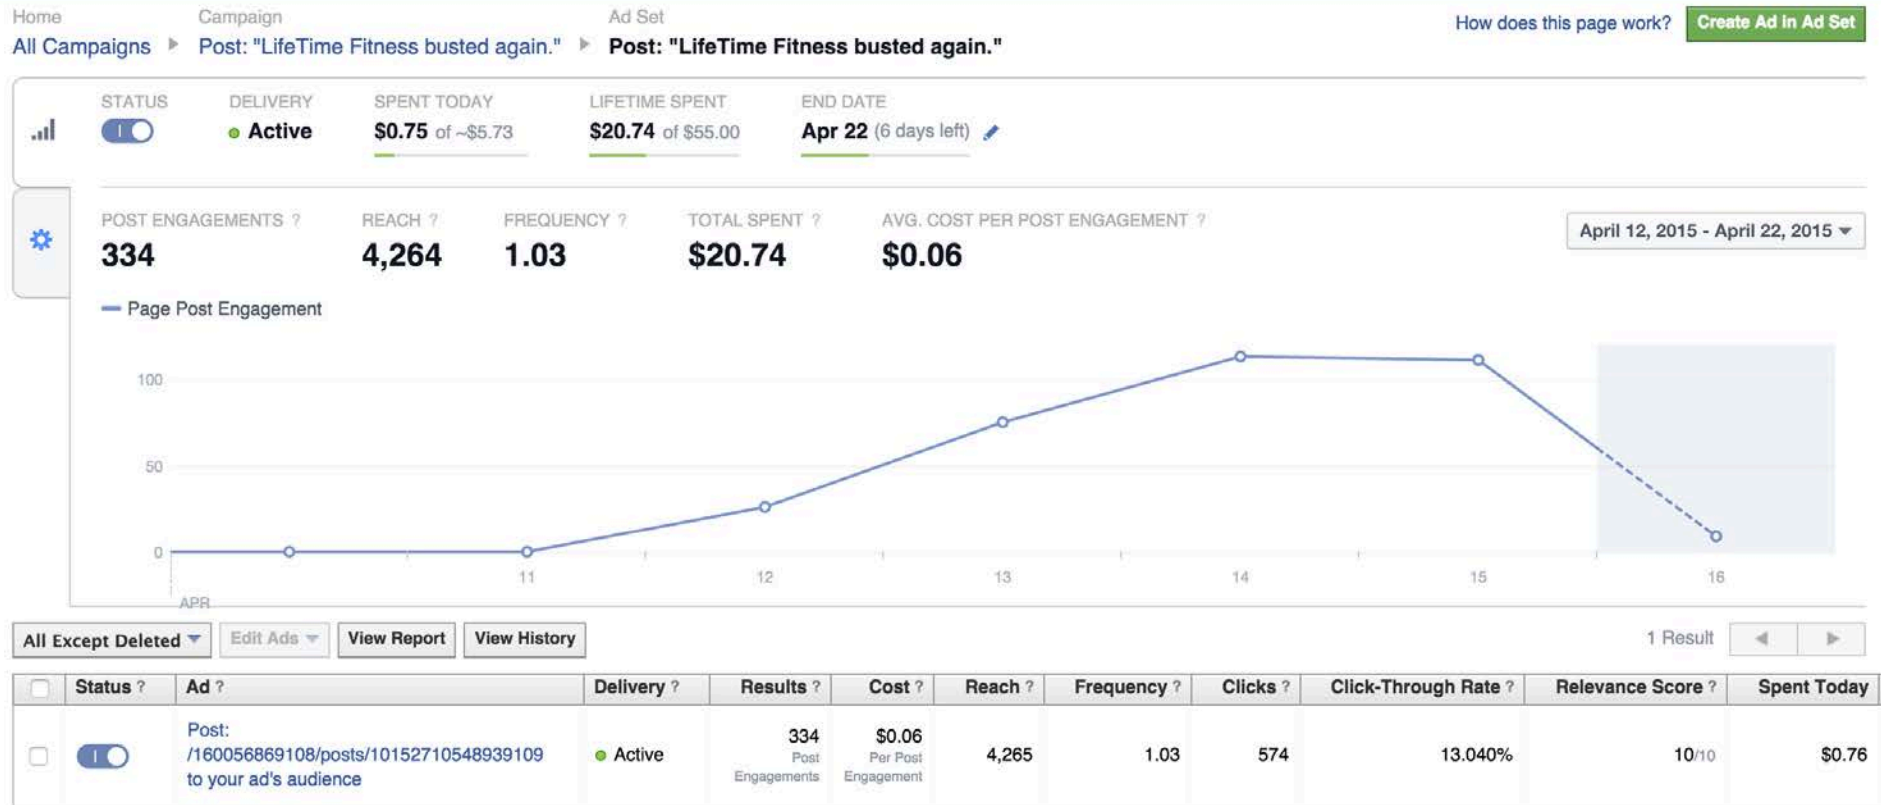 Home Campaign Ad Set
All Campaigns Post: "LifeTime Fitness busted again." Post: "LifeTime Fitness busted again."
How does this page work? Create Ad in Ad Set
STATUS DELIVERY SPENT TODAY LIFETIME SPENT END DATE
Active $0.75 of ~$5.73 $20.74 of $55.00 Apr 22 (6 days left)
POST ENGAGEMENTS ? REACH ? FREQUENCY ? TOTAL SPENT ? AVG. COST PER POST ENGAGEMENT ?
334 4,264 1.03 $20.74 $0.06
April 12, 2015 - April 22, 2015
Page Post Engagement
100
50
0
11 12 13 14 15 16
APR
All Except Deleted Edit Ads View Report View History 1 Result
Status ? Ad ? Delivery ? Results ? Cost ? Reach ? Frequency ? Clicks ? Click-Through Rate ? Relevance Score ? Spent Today
Post:
/160056869108/posts/10152710548939109
to your ad's audience
Active
334
Post
Engagements
$0.06
Per Post
Engagement
4,265 1.03 574 13.040% 10/10 $0.76